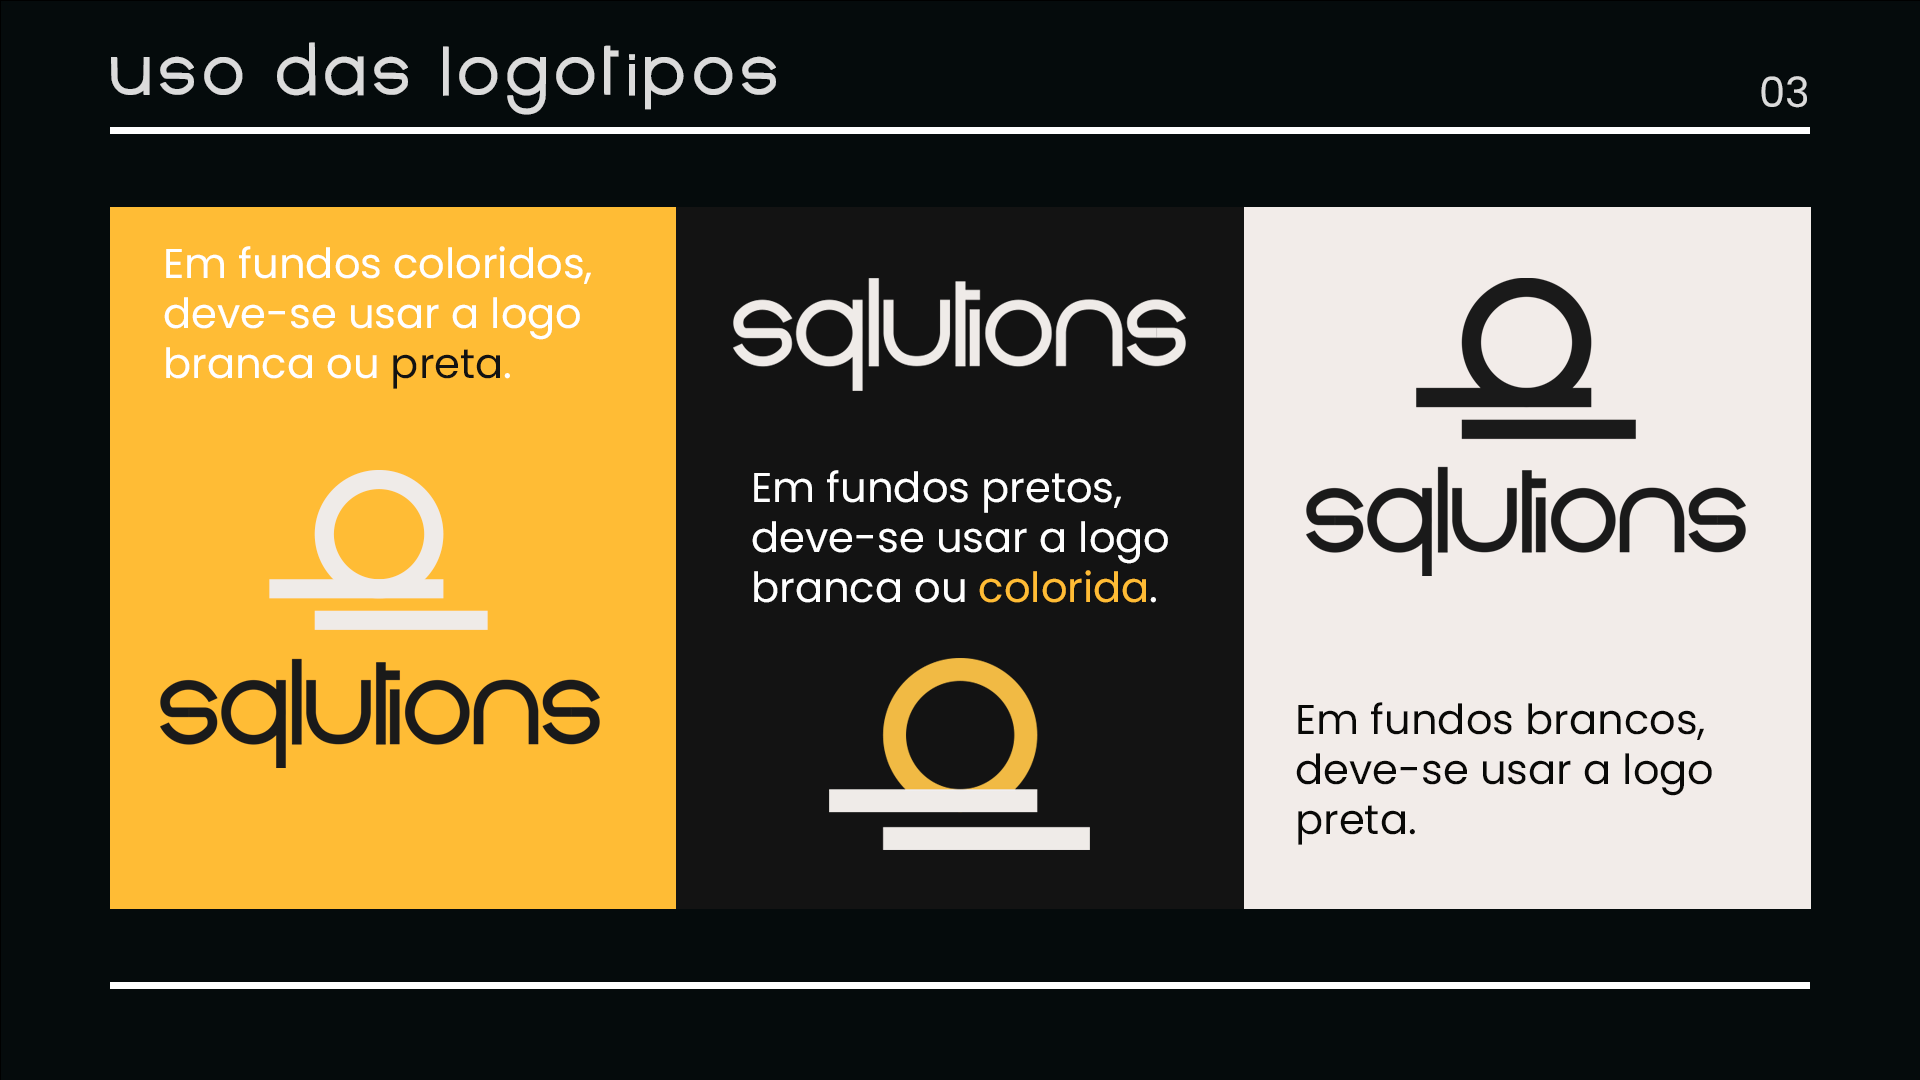 uso das logotipos
03
Em fundos coloridos,
deve-se usar a logo
branca ou preta.
sqlutions
sqlutions
Em fundos pretos,
deve-se usar a logo
branca ou colorida.
sqlutions
Em fundos brancos,
deve-se usar a logo
preta.